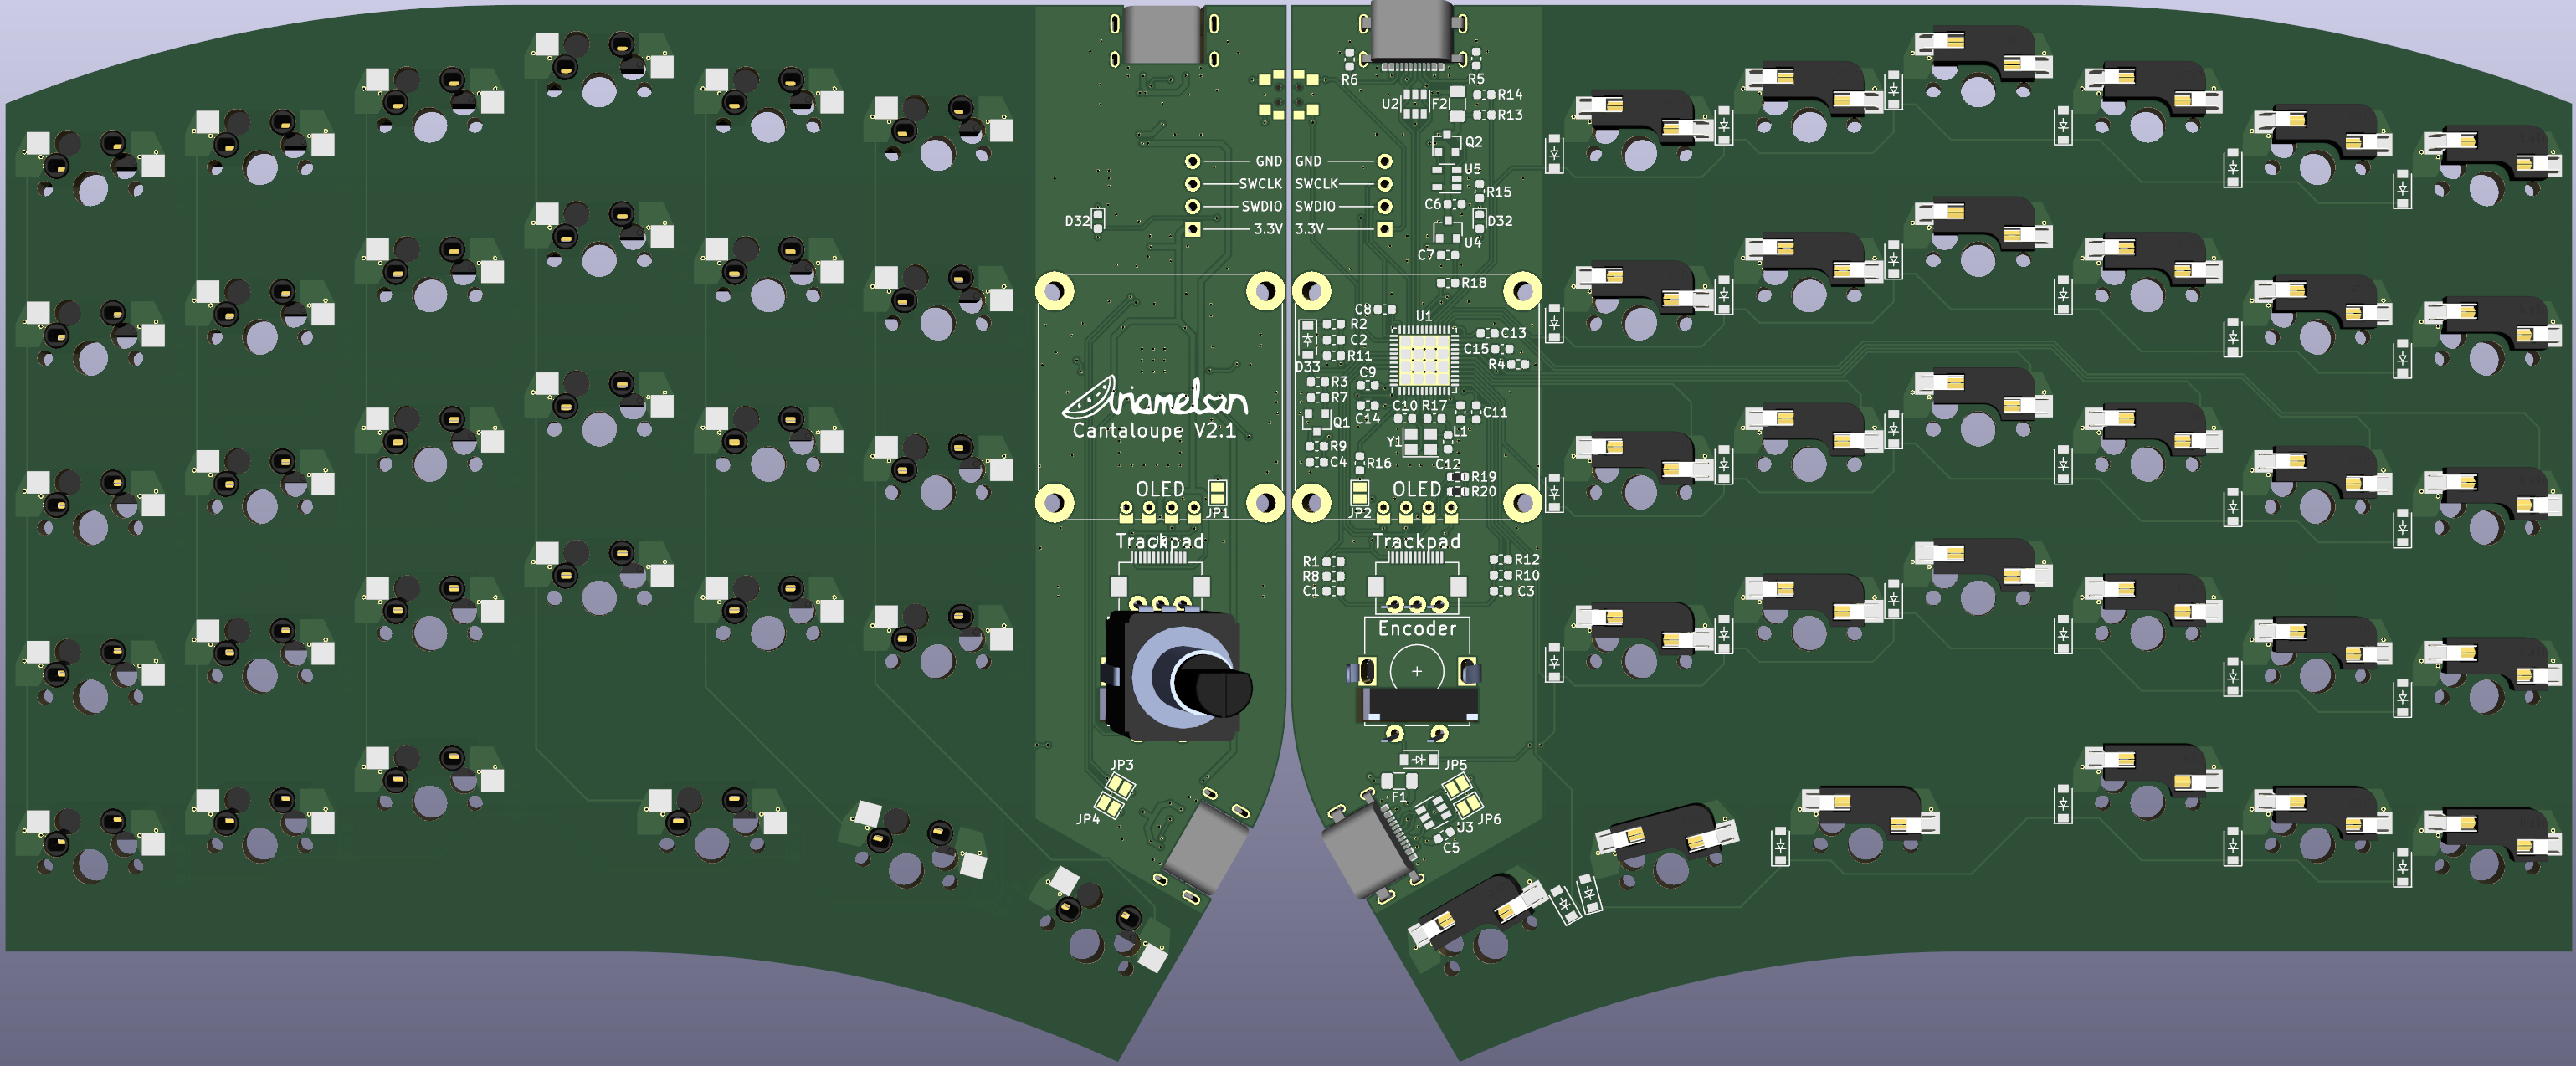 R6
R5
U2
F2
R14
R13
Q2
GND
GND
U5
SWCLK
SWCLK
R15
SWDIO
SWDIO
C6
D32
D32
3.3V
3.3V
U4
C7
R18
C8
U1
R2
C2
R11
D33
C13
C15
R4
C9
R3
R7
C10
R17
C11
C14
Q1
Cantaloupe V2.1
Y1
L1
R9
C4
R16
C12
R19
R20
OLED
OLED
JP1
JP2
Trackpad
Trackpad
R1
R8
C1
R12
R10
C3
Encoder
JP3
JP4
JP5
F1
JP6
U3
C5